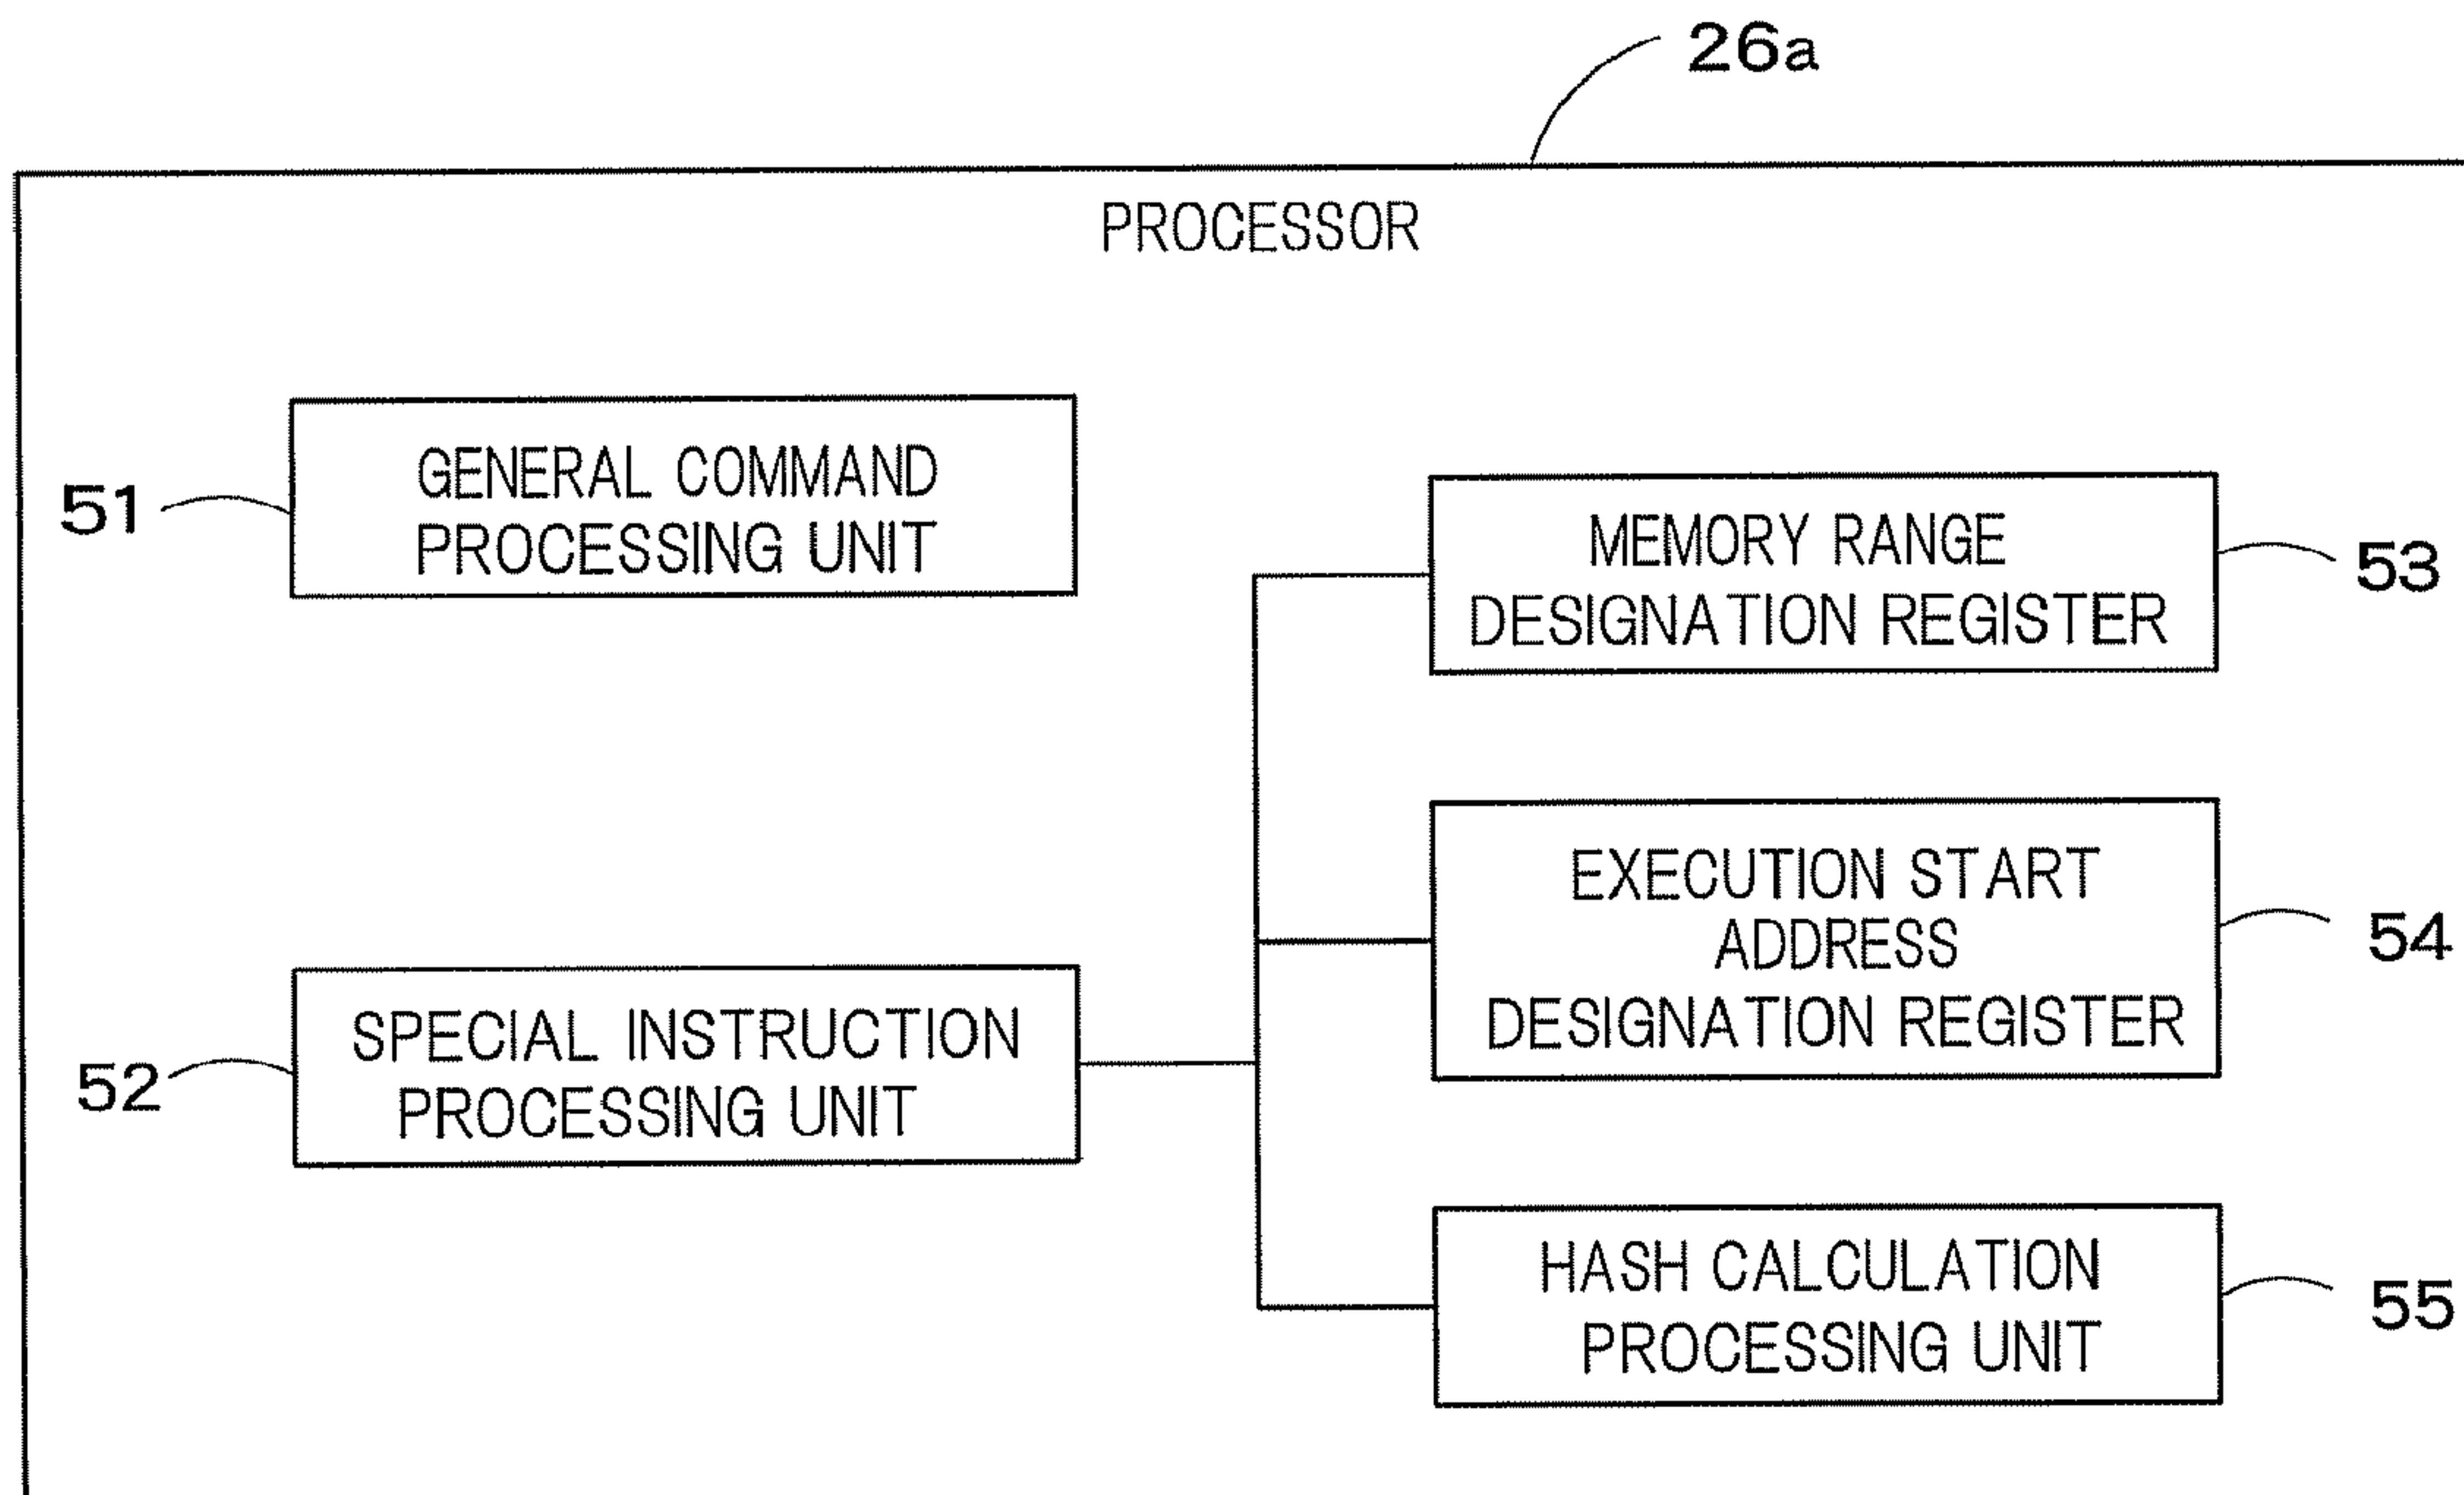 26a
PROCESSOR
51
GENERAL COMMAND
PROCESSING UNIT
MEMORY RANGE
DESIGNATION REGISTER
53
EXECUTION START
ADDRESS
DESIGNATION REGISTER
54
52
SPECIAL INSTRUCTION
PROCESSING UNIT
HASH CALCULATION
PROCESSING UNIT
55